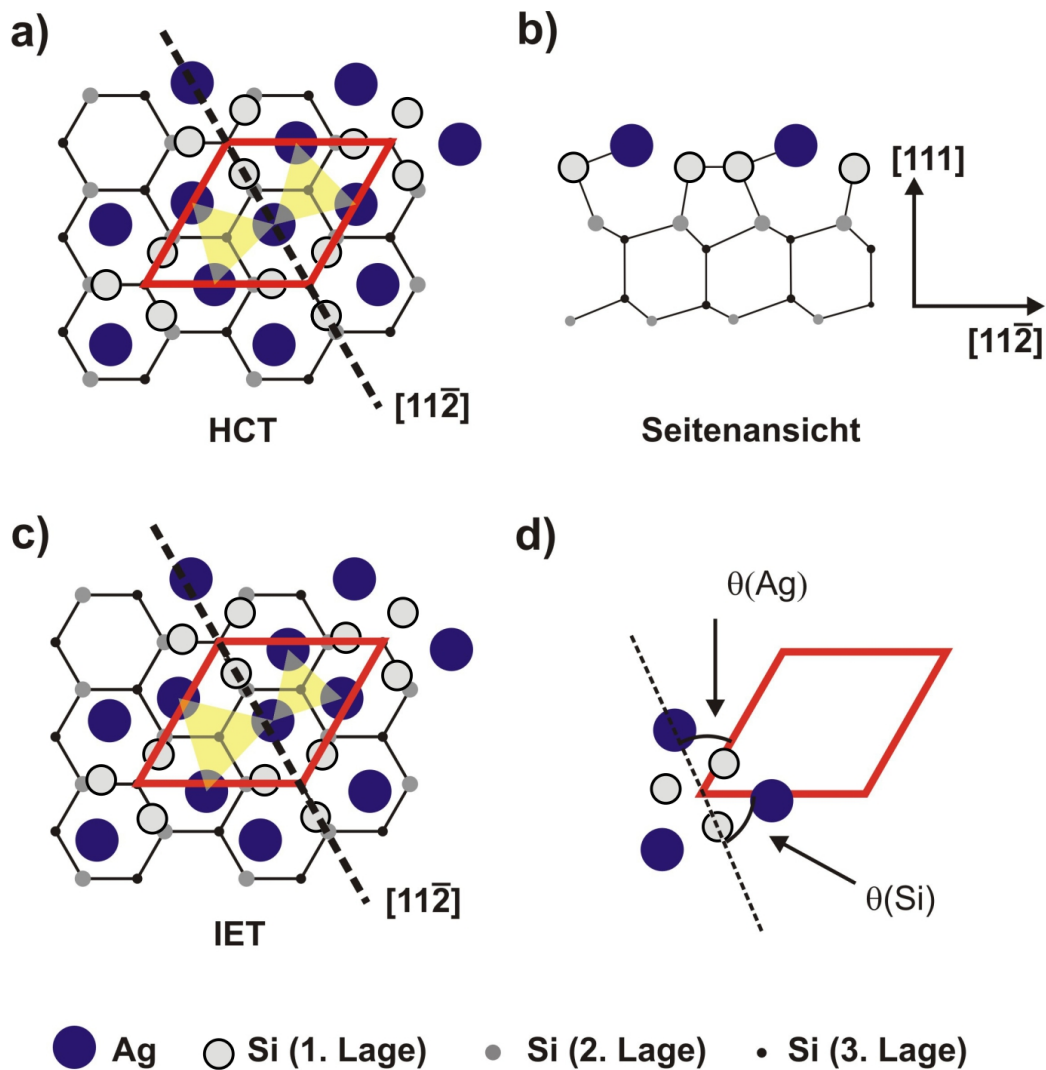 a)
b)
[111]
[112̅]
[112̅]
HCT
Seitenansicht
c)
d)
θ(Ag)
θ(Si)
[112̅]
IET
Ag
Si (1. Lage)
Si (2. Lage)
Si (3. Lage)